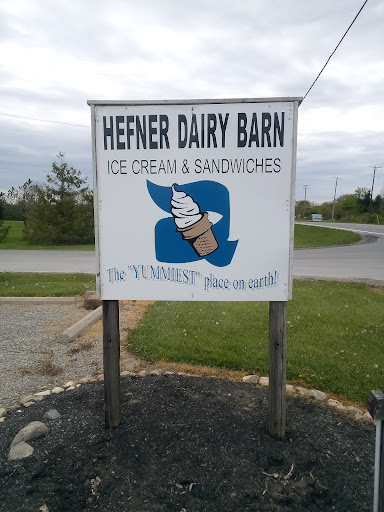 HEFNER DAIRY BARN
ICE CREAM & SANDWICHES
The "YUMMIEST" place on earth!